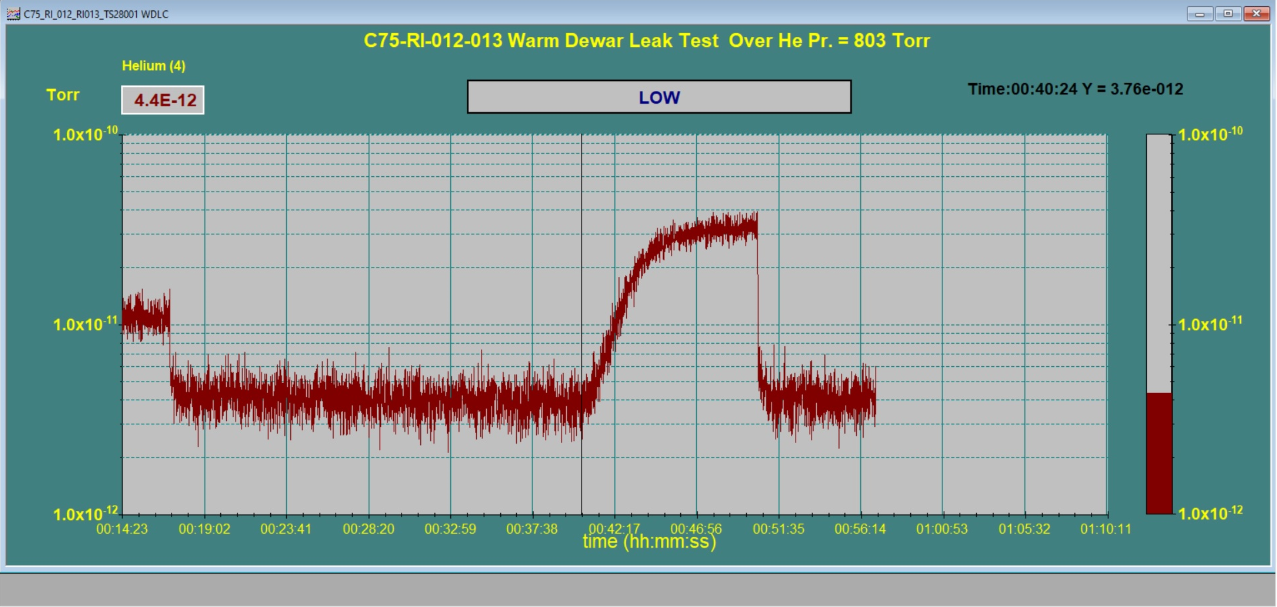 C75_RI_012_RI013_TS28001 WDLC
C75-RI-012-013 Warm Dewar Leak Test  Over He Pr. = 803 Torr
Helium (4)
Torr
4.4E-12
LOW
Time:00:40:24 Y = 3.76e-012
1.0x10-10
1.0x10-10
1.0x10-11
1.0x10-11
1.0x10-12
1.0x10-12
00:14:23 00:19:02 00:23:41 00:28:20 00:32:59 00:37:38 00:42:17 00:46:56 00:51:35 00:56:14 01:00:53 01:05:32 01:10:11
time (hh:mm:ss)